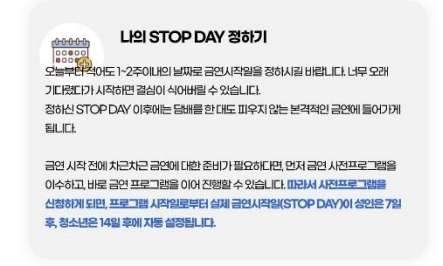 나의 STOP DAY 정하기
오늘부터 적어도 1~2주이내의 날짜로 금연시작일을 정하시길 바랍니다. 너무 오래
기다렸다가 시작하면 결심이 식어버릴 수 있습니다.
정하신 STOP DAY 이후에는 담배를 한 대도 피우지 않는 본격적인 금연에 들어가게
됩니다.
금연 시작 전에 차근차근 금연에 대한 준비가 필요하다면, 먼저 금연 사전프로그램을
이수하고, 바로 금연 프로그램을 이어 진행할 수 있습니다. 따라서 사전프로그램을
신청하게 되면, 프로그램 시작일로부터 실제 금연시작일(STOP DAY)이 성인은 7일
후, 청소년은 14일 후에 자동 설정됩니다.